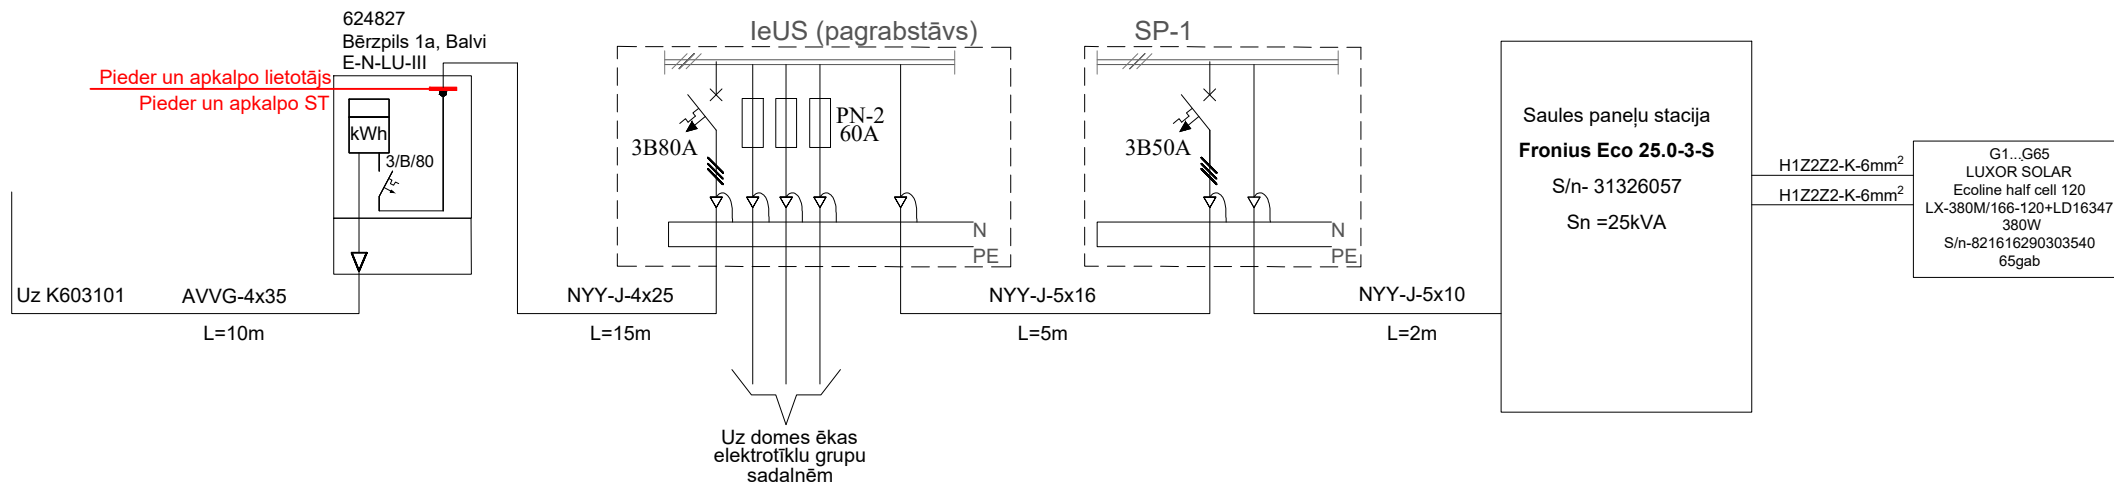 624827
Bērzpils 1a, Balvi
E-N-LU-III
Pieder un apkalpo lietotājs
Pieder un apkalpo ST
kWh
3/B/80
Uz K603101
AVVG-4x35
L=10m
IeUS (pagrabstāvs)
3B80A
PN-2
60A
N
PE
NYY-J-4x25
L=15m
Uz domes ēkas
elektrotīklu grupu
sadalnēm
SP-1
3B50A
N
PE
NYY-J-5x16
L=5m
NYY-J-5x10
L=2m
Saules paneļu stacija
Fronius Eco 25.0-3-S
S/n- 31326057
Sn =25kVA
H1Z2Z2-K-6mm²
H1Z2Z2-K-6mm²
G1...G65
LUXOR SOLAR
Ecoline half cell 120
LX-380M/166-120+LD16347
380W
S/n-821616290303540
65gab